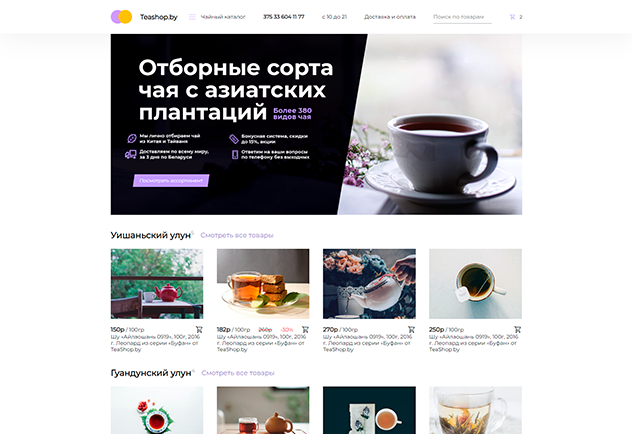 Teashop.by
Чайный каталог
375 33 604 11 77
с 10 до 21
Доставка и оплата
Поиск по товарам
2
Отборные сорта
чая с азиатских
плантаций
Более 380
видов чая
Мы лично отбираем чай
из Китая и Тайваня
Бонусная система, скидки
до 15%, акции
Доставляем по всему миру,
за 3 дня по Беларуси
Ответим на ваши вопросы
по телефону без выходных
Посмотреть ассортимент
Уишаньский улун
Смотреть все товары
150р / 100гр
182р / 100гр 260р -30%
270р / 100гр
250р / 100гр
Шу «Айлаошань 0919», 100г, 2016
г. Леопард из серии «Буфан» от
TeaShop.by
Шу «Айлаошань 0919», 100г, 2016
г. Леопард из серии «Буфан» от
TeaShop.by
Шу «Айлаошань 0919», 100г, 2016
г. Леопард из серии «Буфан» от
TeaShop.by
Шу «Айлаошань 0919», 100г, 2016
г. Леопард из серии «Буфан» от
TeaShop.by
Гуандунский улун
Смотреть все товары